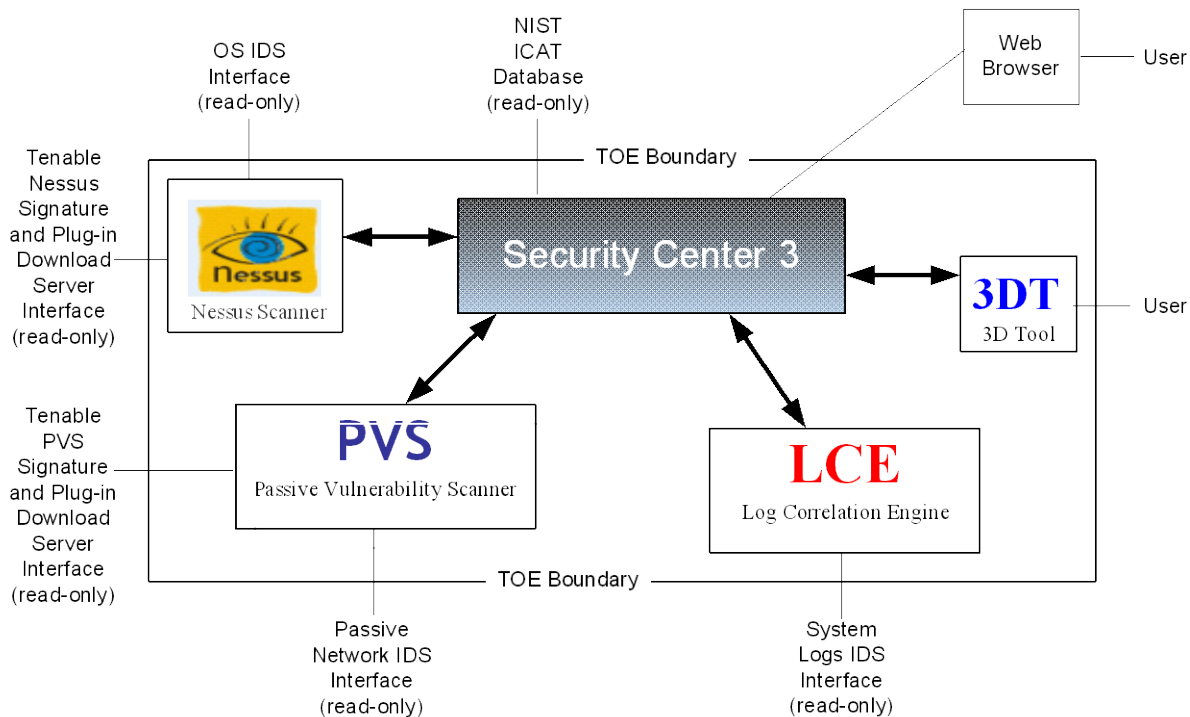 OS IDS
Interface
(read-only)
NIST
ICAT
Database
(read-only)
Web
Browser
User
TOE Boundary
Tenable
Nessus
Signature
and Plug-in
Download
Server
Interface
(read-only)
Nessus
Nessus Scanner
Security Center 3
3DT
3D Tool
User
Tenable
PVS
Signature
and Plug-in
Download
Server
Interface
(read-only)
PVS
Passive Vulnerability Scanner
LCE
Log Correlation Engine
TOE Boundary
Passive
Network IDS
Interface
(read-only)
System
Logs IDS
Interface
(read-only)